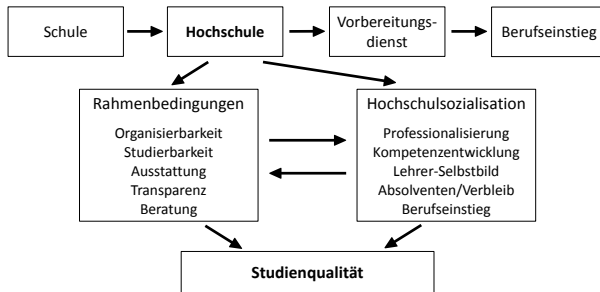 Schule
Hochschule
Vorbereitungs-
dienst
Berufseinstieg
Rahmenbedingungen
Organisierbarkeit
Studierbarkeit
Ausstattung
Transparenz
Beratung
Hochschulsozialisation
Professionalisierung
Kompetenzentwicklung
Lehrer-Selbstbild
Absolventen/Verbleib
Berufseinstieg
Studienqualität